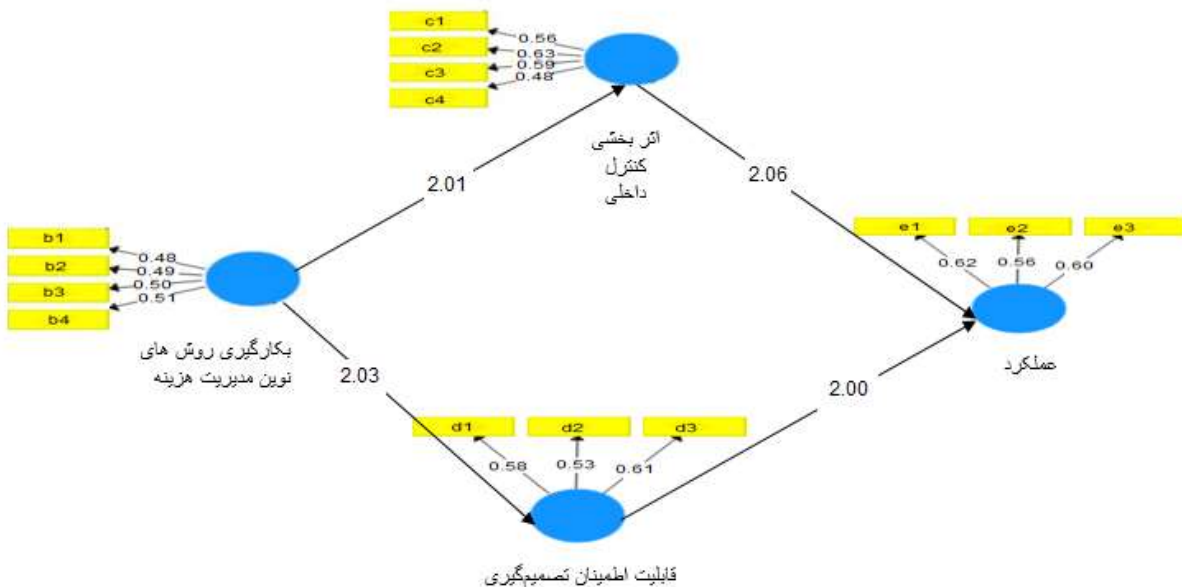 c1
c2
c3
c4
0.56
0.63
0.59
0.48
اثر بخشی
کنترل
داخلی
2.01
2.06
b1
b2
b3
b4
0.48
0.49
0.50
0.51
بکارگیری روش های
نوین مدیریت هزینه
e1
e2
e3
0.62
0.56
0.60
عملکرد
2.03
2.00
d1
d2
d3
0.58
0.53
0.61
قابلیت اطمینان تصمیم‌گیری